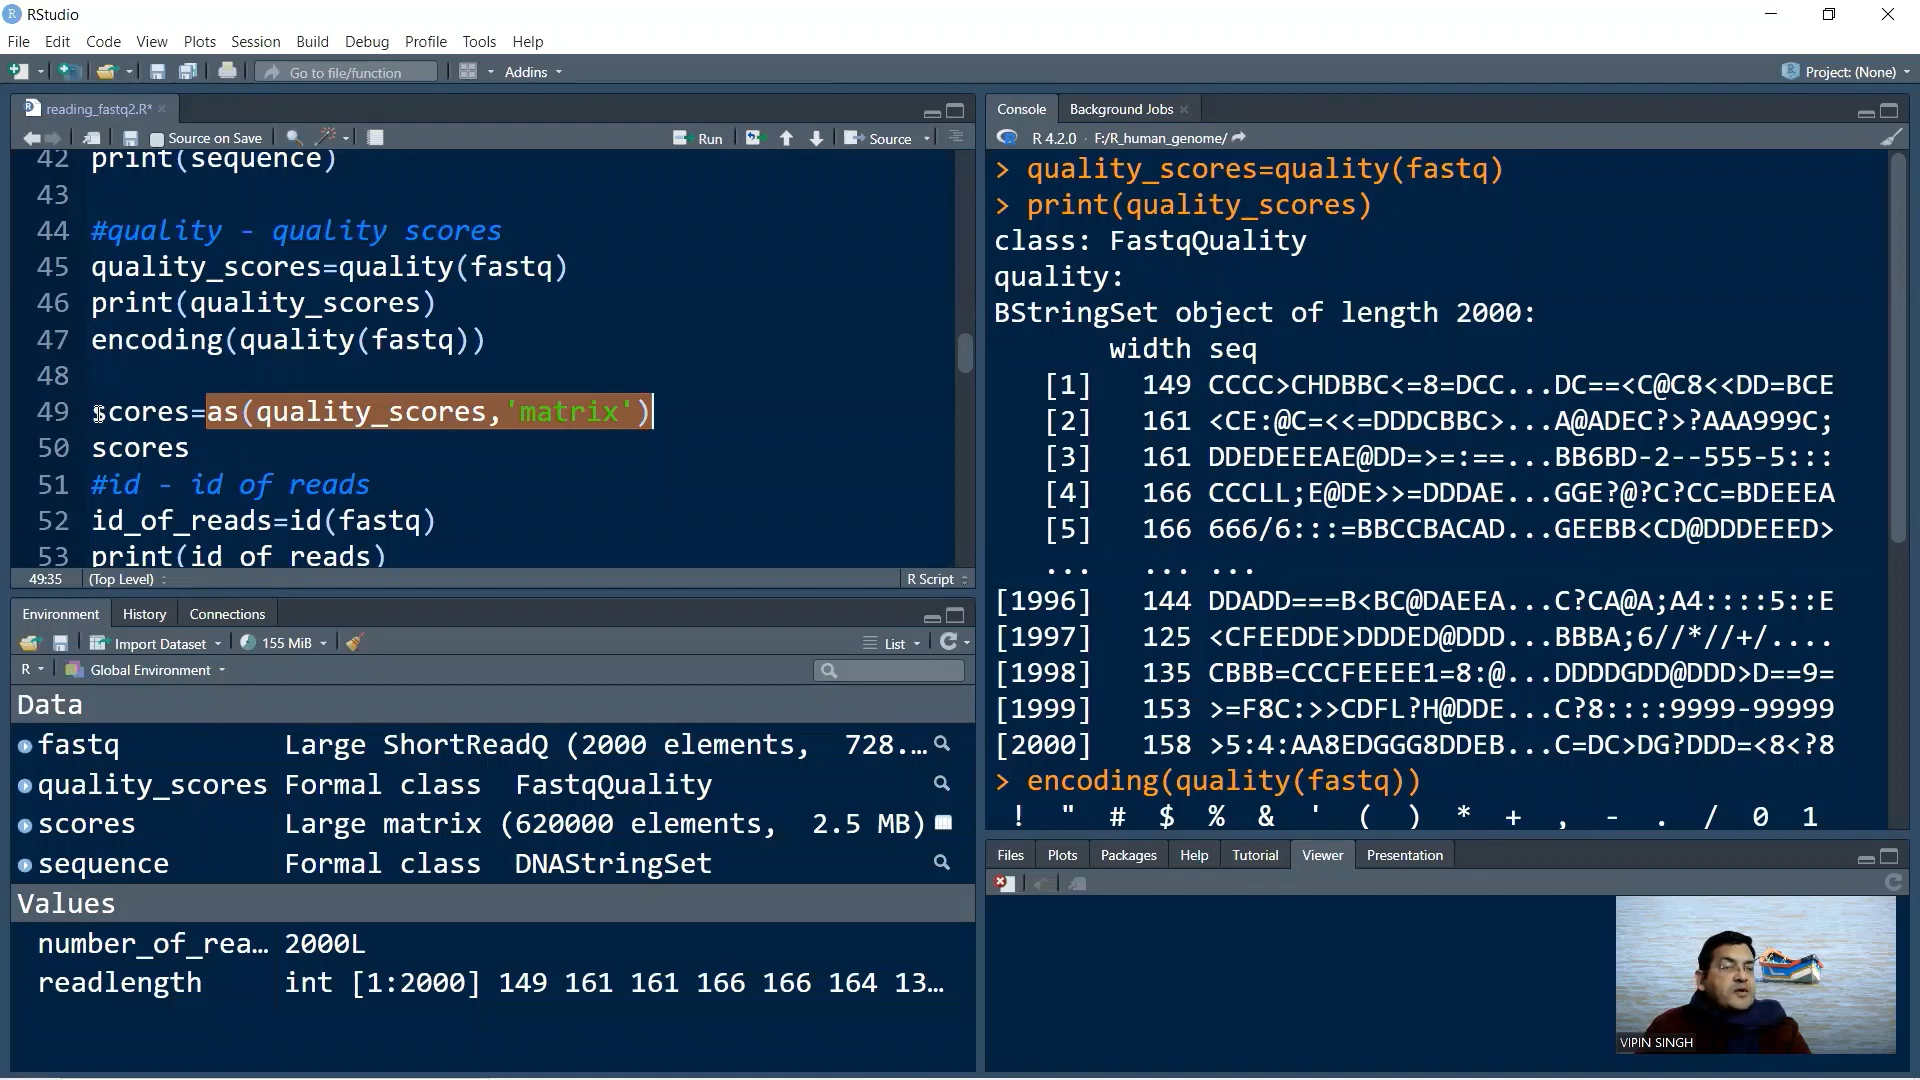 RStudio
File Edit Code View Plots Session Build Debug Profile Tools Help
Go to file/function Addins Project: (None)
reading_fastq2.R*
Source on Save Run Source
42 print(sequence)
43
44 #quality - quality scores
45 quality_scores=quality(fastq)
46 print(quality_scores)
47 encoding(quality(fastq))
48
49 scores=as(quality_scores,'matrix')
50 scores
51 #id - id of reads
52 id_of_reads=id(fastq)
53 print(id of reads)
49:35 (Top Level) R Script
Environment History Connections
Import Dataset 155 MiB List
R Global Environment
Data
fastq Large ShortReadQ (2000 elements, 728.…
quality_scores Formal class FastqQuality
scores Large matrix (620000 elements, 2.5 MB)
sequence Formal class DNAStringSet
Values
number_of_rea… 2000L
readlength int [1:2000] 149 161 161 166 166 164 13…
Console Background Jobs
R 4.2.0 · F:/R_human_genome/
> quality_scores=quality(fastq)
> print(quality_scores)
class: FastqQuality
quality:
BStringSet object of length 2000:
width seq
[1] 149 CCCC>CHDBBC<=8=DCC...DC==<C@C8<<DD=BCE
[2] 161 <CE:@C=<<=DDDCBBC>...A@ADEC?>?AAA999C;
[3] 161 DDEDEEEAE@DD=>=:==...BB6BD-2--555-5:::
[4] 166 CCCLL;E@DE>>=DDDAE...GGE?@?C?CC=BDEEEA
[5] 166 666/6:::=BBCCBACAD...GEEBB<CD@DDDEEED>
... ... ...
[1996] 144 DDADD===B<BC@DAEEA...C?CA@A;A4::::5::E
[1997] 125 <CFEEDDE>DDDED@DDD...BBBA;6//*//+/....
[1998] 135 CBBB=CCCFEEEE1=8:@...DDDDGDD@DDD>D==9=
[1999] 153 >=F8C:>>CDFL?H@DDE...C?8::::9999-99999
[2000] 158 >5:4:AA8EDGGG8DDEB...C=DC>DG?DDD=<8<?8
> encoding(quality(fastq))
! " # $ % & ' ( ) * + , - . / 0 1
Files Plots Packages Help Tutorial Viewer Presentation
VIPIN SINGH